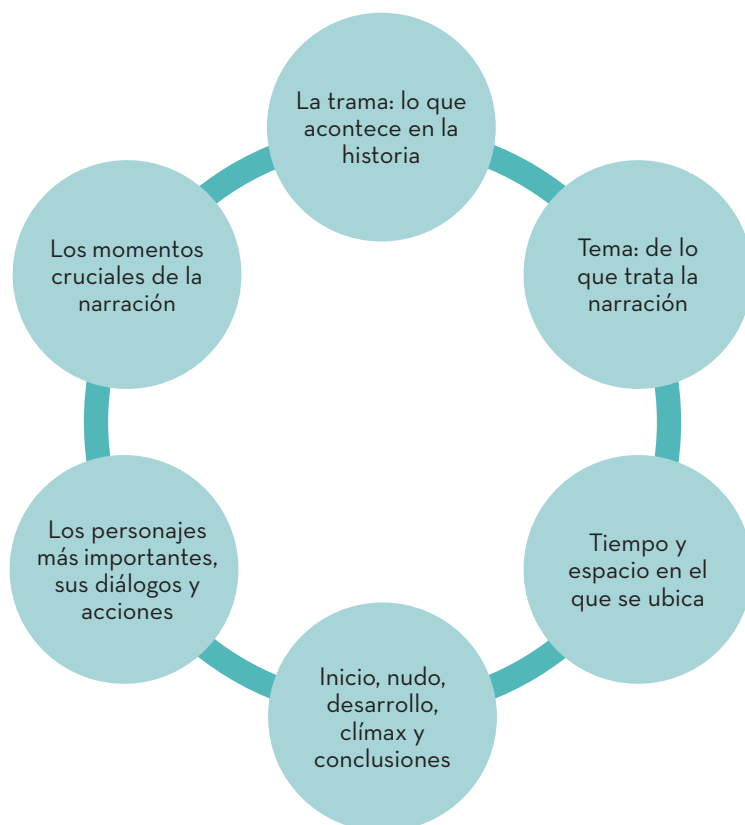 La trama: lo que
acontece en la
historia
Tema: de lo
que trata la
narración
Tiempo y
espacio en el
que se ubica
Inicio, nudo,
desarrollo,
clímax y
conclusiones
Los personajes
más importantes,
sus diálogos y
acciones
Los momentos
cruciales de la
narración